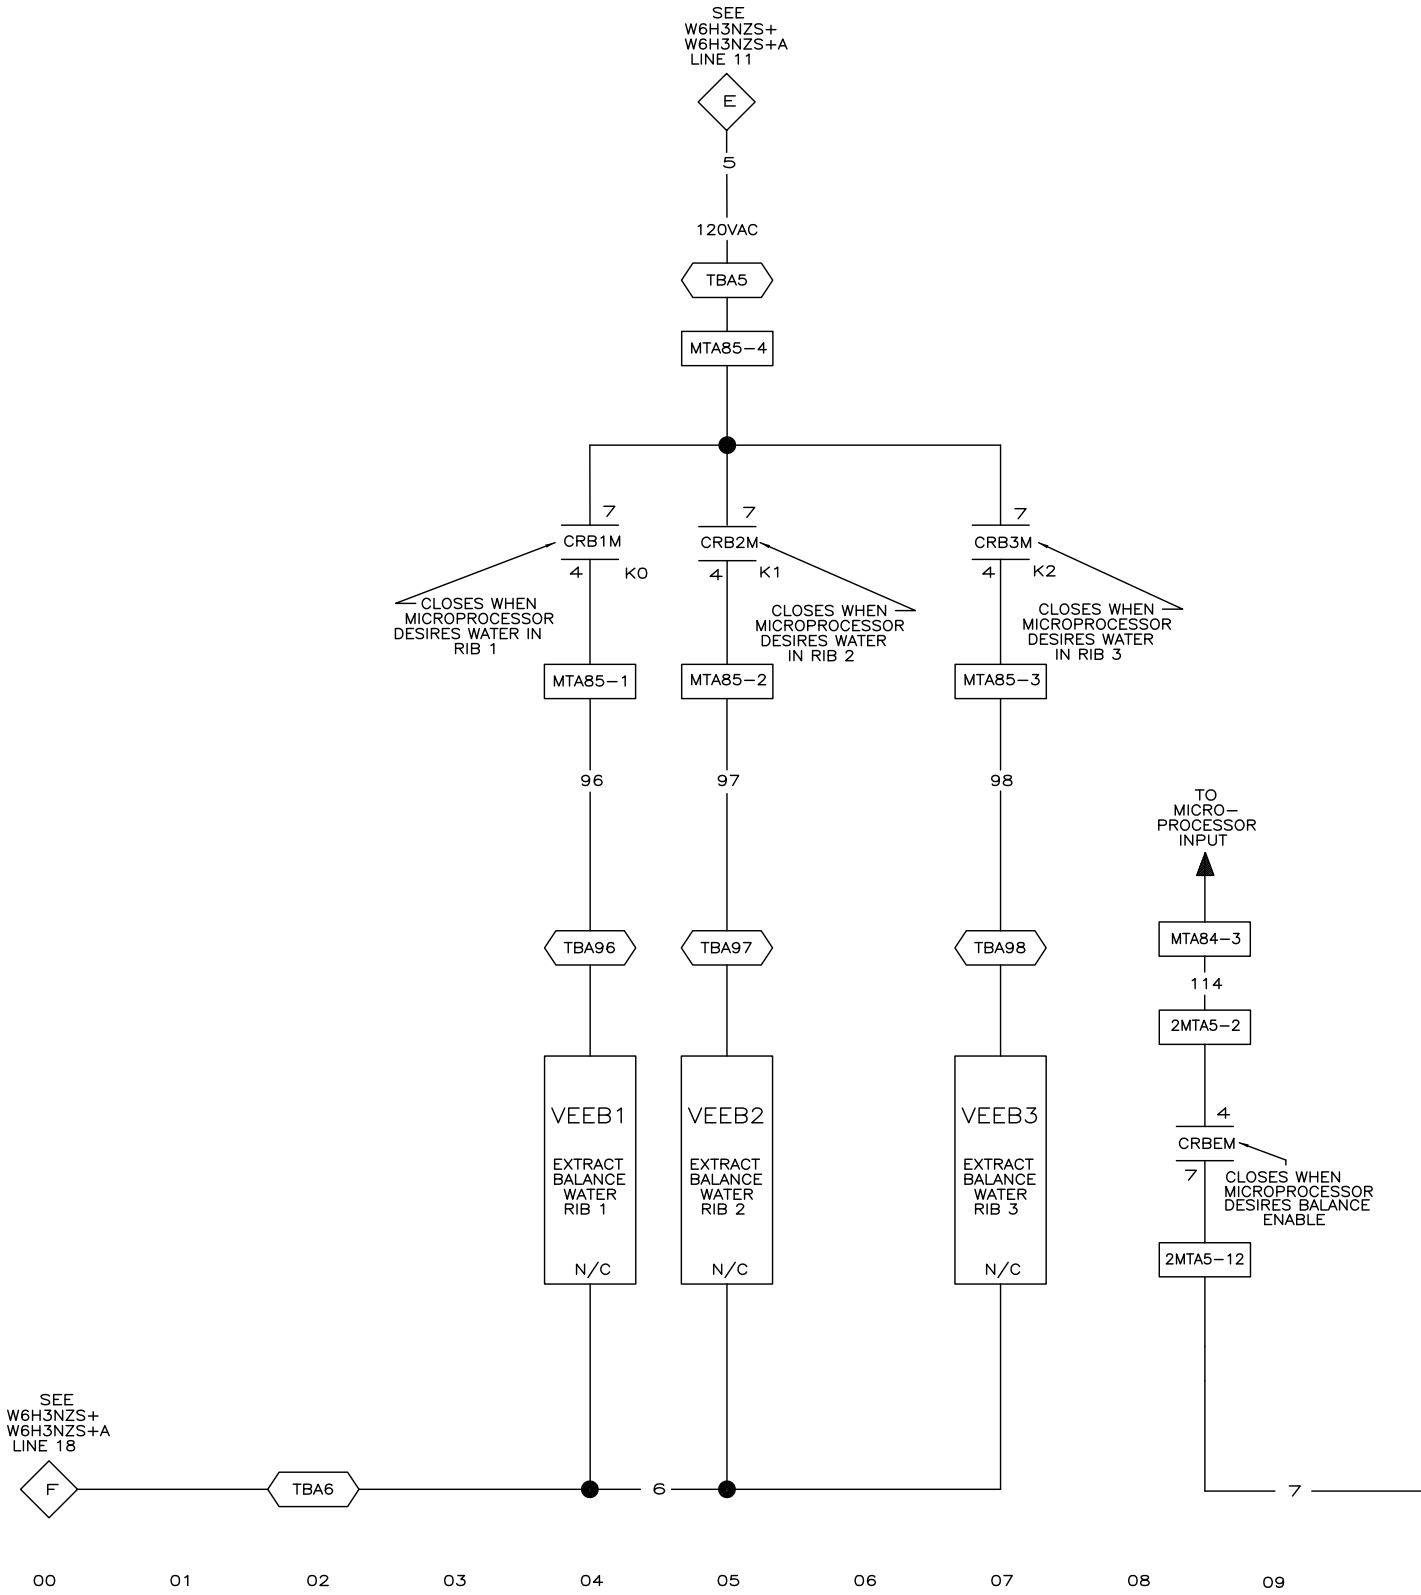 SEE
W6H3NZS+
W6H3NZS+A
LINE 11
E
5
120VAC
TBA5
MTA85-4
7
CRB1M
4
K0
CLOSES WHEN
MICROPROCESSOR
DESIRES WATER IN
RIB 1
7
CRB2M
4
K1
CLOSES WHEN
MICROPROCESSOR
DESIRES WATER
IN RIB 2
7
CRB3M
4
K2
CLOSES WHEN
MICROPROCESSOR
DESIRES WATER
IN RIB 3
MTA85-1
MTA85-2
MTA85-3
96
97
98
TO
MICRO-
PROCESSOR
INPUT
TBA96
TBA97
TBA98
MTA84-3
114
2MTA5-2
VEEB1
EXTRACT
BALANCE
WATER
RIB 1
N/C
VEEB2
EXTRACT
BALANCE
WATER
RIB 2
N/C
VEEB3
EXTRACT
BALANCE
WATER
RIB 3
N/C
4
CRBEM
7
CLOSES WHEN
MICROPROCESSOR
DESIRES BALANCE
ENABLE
2MTA5-12
SEE
W6H3NZS+
W6H3NZS+A
LINE 18
F
TBA6
6
7
00
01
02
03
04
05
06
07
08
09